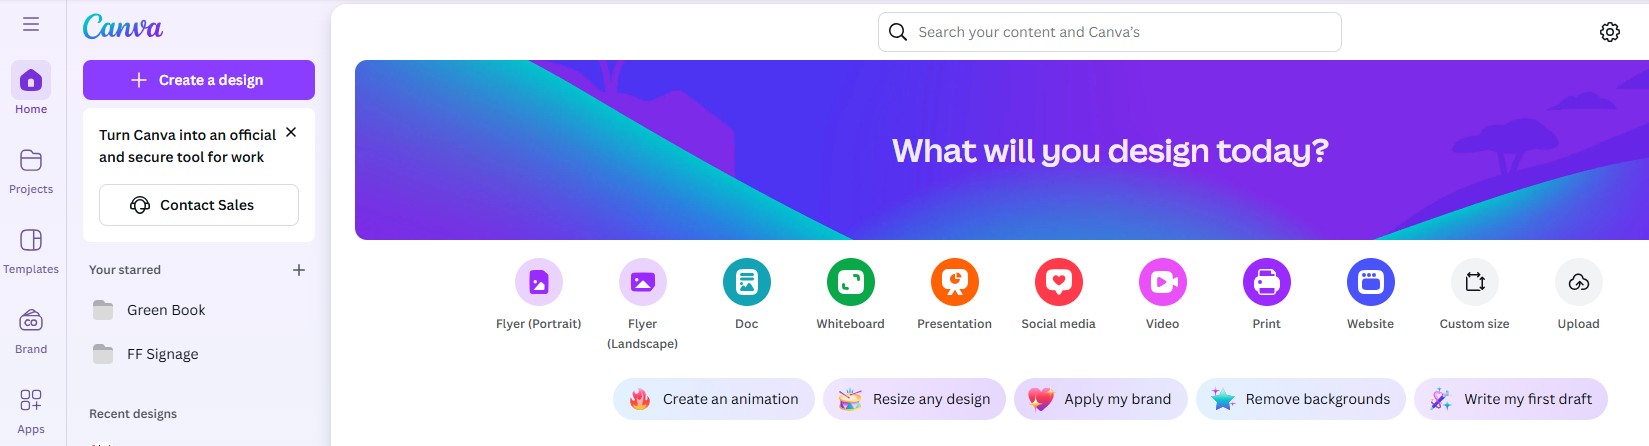 Canva
Search your content and Canva's
Create a design
Home
Turn Canva into an official
and secure tool for work
What will you design today?
Projects
Contact Sales
Templates
Your starred
Green Book
Flyer (Portrait)
Flyer
(Landscape)
Doc
Whiteboard
Presentation
Social media
Video
Print
Website
Custom size
Upload
CO
Brand
FF Signage
Create an animation
Resize any design
Apply my brand
Remove backgrounds
Write my first draft
Recent designs
Apps